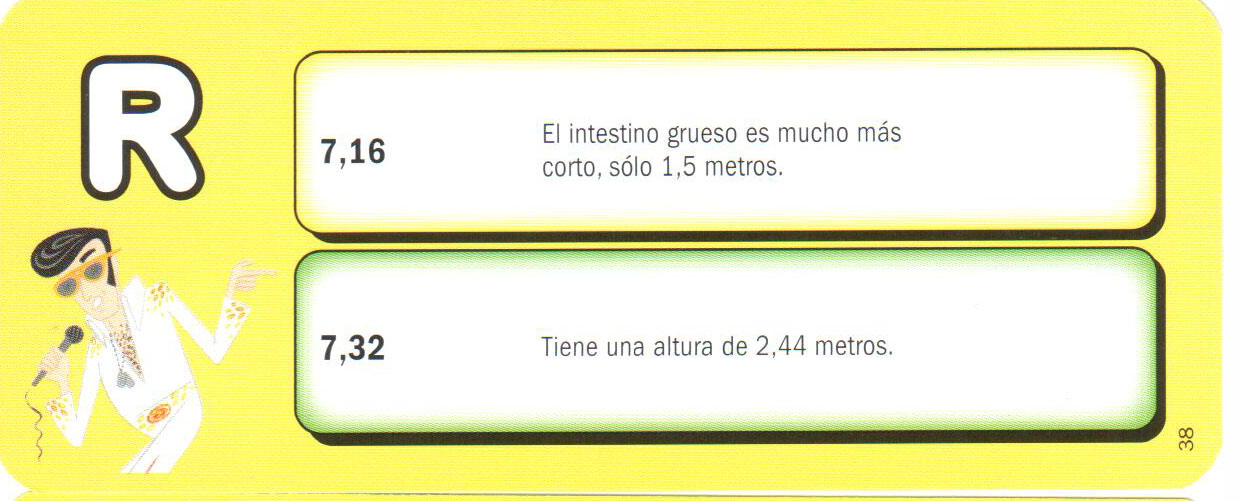 R
7,16
El intestino grueso es mucho más
corto, sólo 1,5 metros.
7,32
Tiene una altura de 2,44 metros.
38